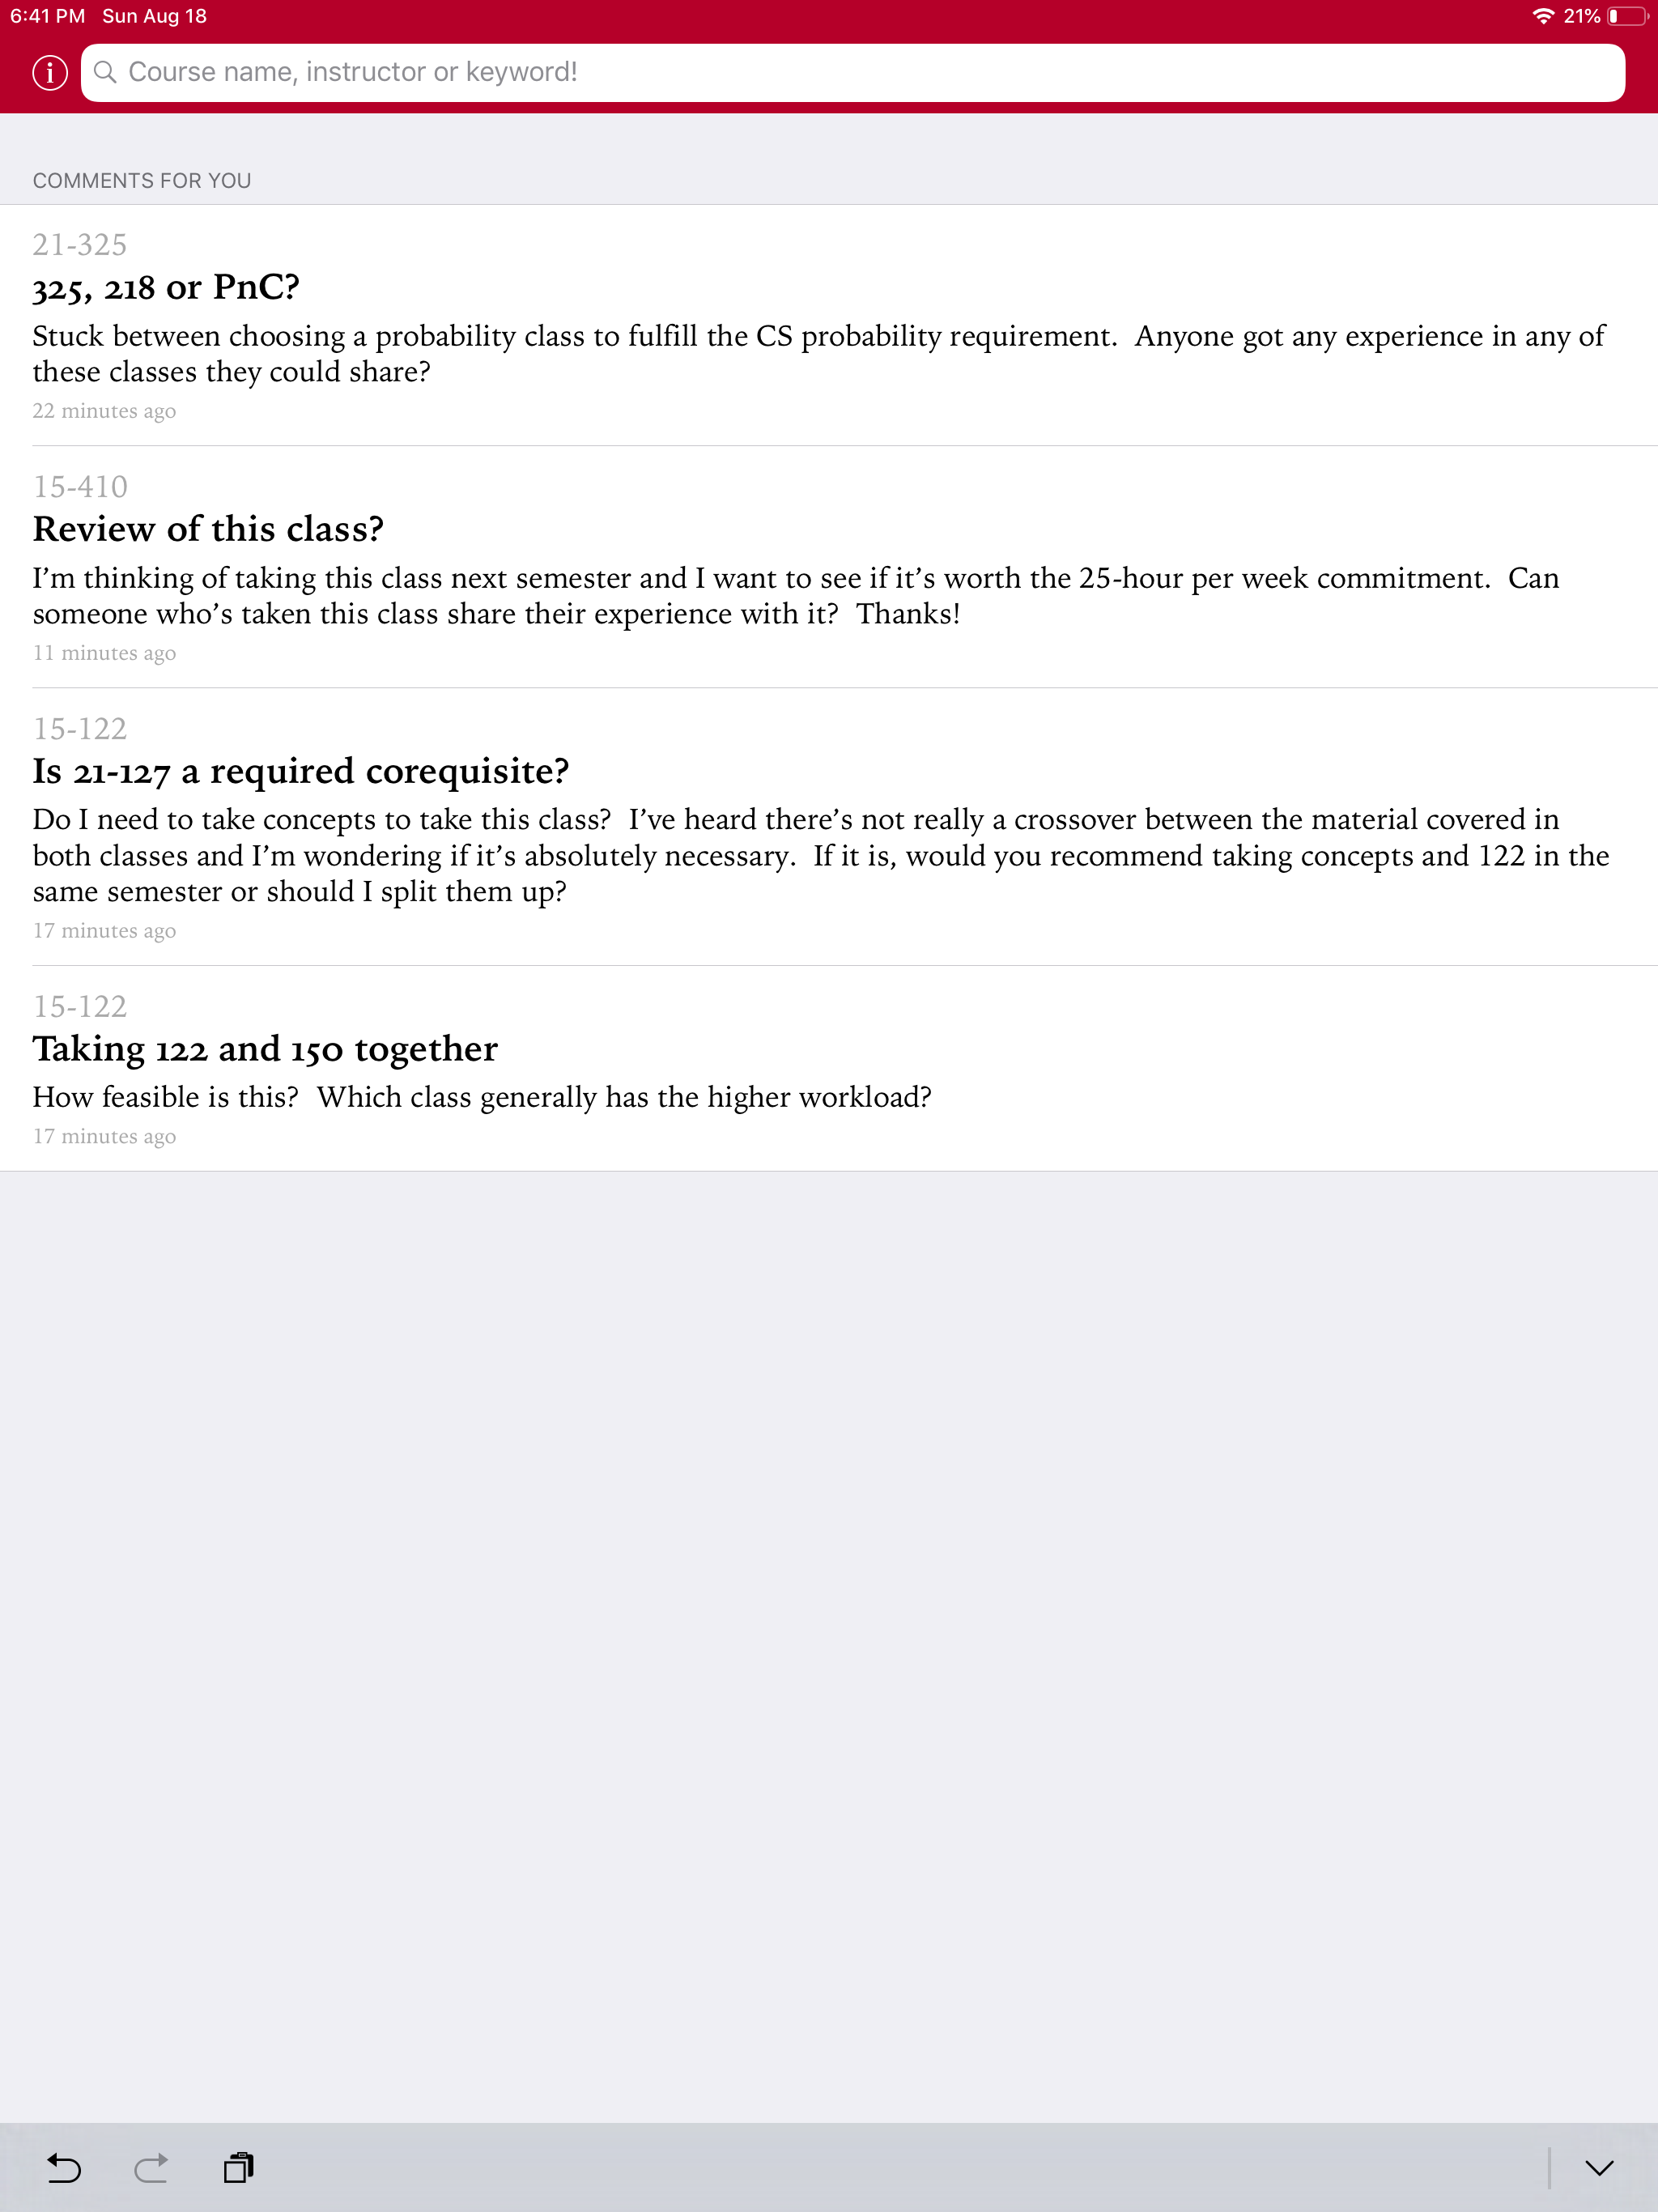 6:41 PM Sun Aug 18
21%
Course name, instructor or keyword!
COMMENTS FOR YOU
21-325
325, 218 or PnC?
Stuck between choosing a probability class to fulfill the CS probability requirement. Anyone got any experience in any of
these classes they could share?
22 minutes ago
15-410
Review of this class?
I’m thinking of taking this class next semester and I want to see if it’s worth the 25-hour per week commitment. Can
someone who’s taken this class share their experience with it? Thanks!
11 minutes ago
15-122
Is 21-127 a required corequisite?
Do I need to take concepts to take this class? I’ve heard there’s not really a crossover between the material covered in
both classes and I’m wondering if it’s absolutely necessary. If it is, would you recommend taking concepts and 122 in the
same semester or should I split them up?
17 minutes ago
15-122
Taking 122 and 150 together
How feasible is this? Which class generally has the higher workload?
17 minutes ago